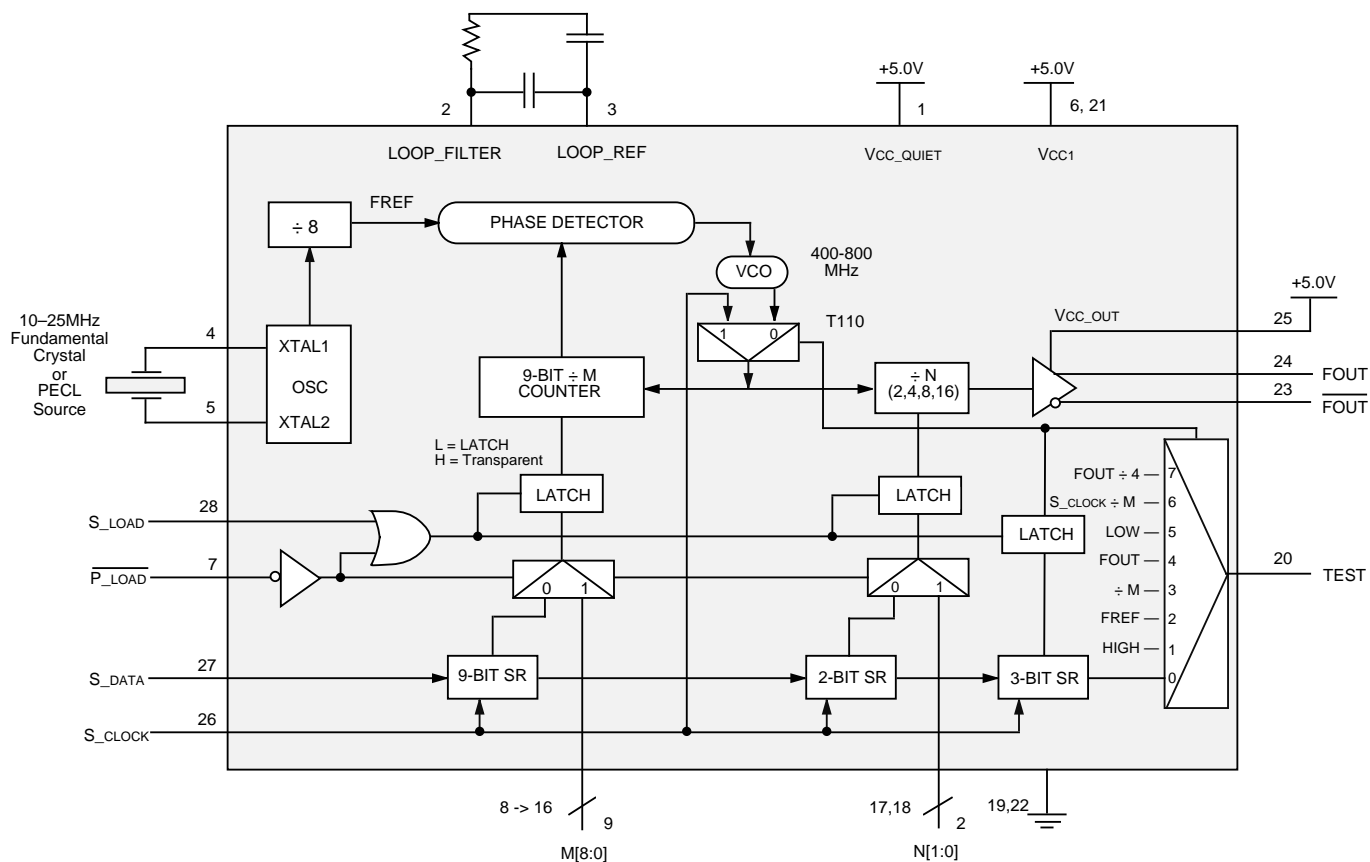 +5.0V
+5.0V
2
3
1
6, 21
LOOP_FILTER
LOOP_REF
VCC_QUIET
VCC1
FREF
÷ 8
PHASE DETECTOR
VCO
400-800
MHz
+5.0V
10–25MHz
Fundamental
Crystal
or
PECL
Source
4
XTAL1
OSC
5
XTAL2
1
0
T110
VCC_OUT
25
24
FOUT
23
FOUT
9-BIT ÷ M
COUNTER
÷ N
(2,4,8,16)
L = LATCH
H = Transparent
LATCH
LATCH
LATCH
S_LOAD
28
P_LOAD
7
0
1
0
1
FOUT ÷ 4 — 7
S_CLOCK ÷ M — 6
LOW — 5
FOUT — 4
÷ M — 3
FREF — 2
HIGH — 1
0
20
TEST
S_DATA
27
9-BIT SR
2-BIT SR
3-BIT SR
S_CLOCK
26
8 -> 16
9
M[8:0]
17,18
2
N[1:0]
19,22